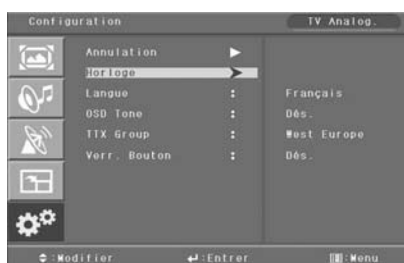 Configuration TV Analog.
Annulation
Horloge
Langue : Français
OSD Tone : Dés.
TTX Group : West Europe
Verr. Bouton : Dés.
:Modifier :Entrer :Menu